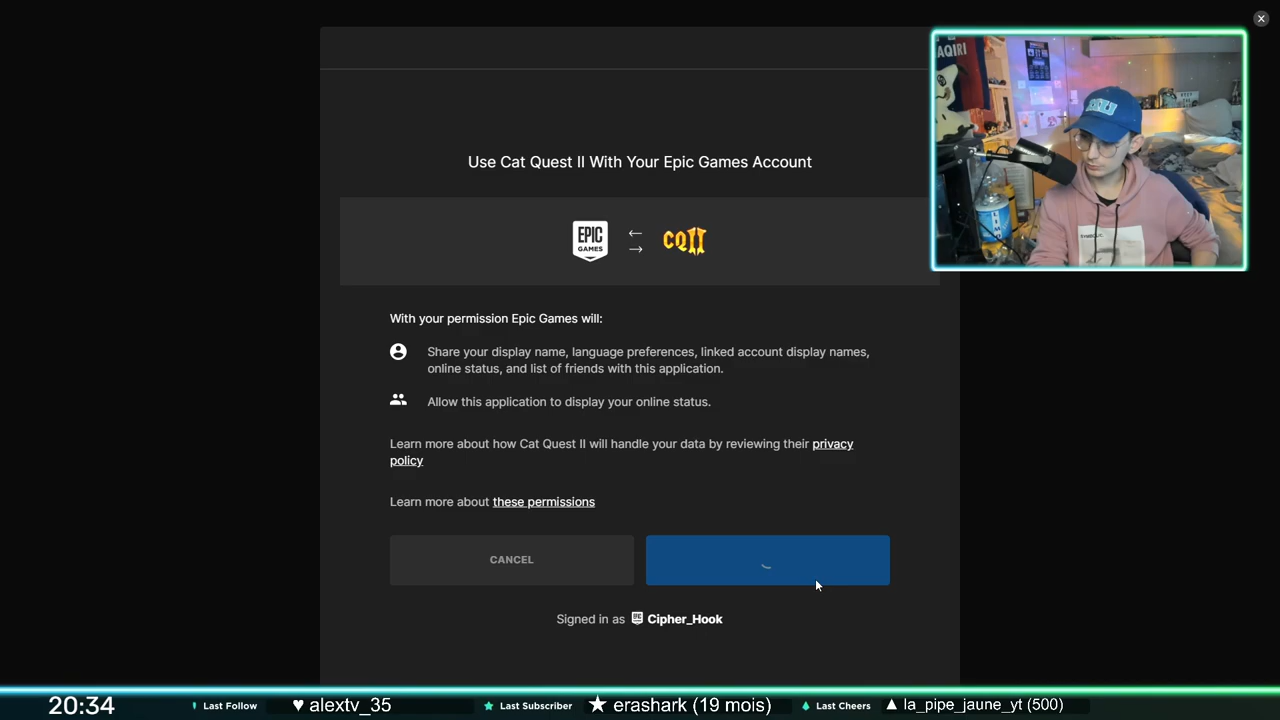 Use Cat Quest II With Your Epic Games Account
EPIC
GAMES
CQII
With your permission Epic Games will:
Share your display name, language preferences, linked account display names,
online status, and list of friends with this application.
Allow this application to display your online status.
Learn more about how Cat Quest II will handle your data by reviewing their privacy
policy
Learn more about these permissions
CANCEL
Signed in as Cipher_Hook
20:34
Last Follow
alextv_35
Last Subscriber
erashark (19 mois)
Last Cheers
la_pipe_jaune_yt (500)